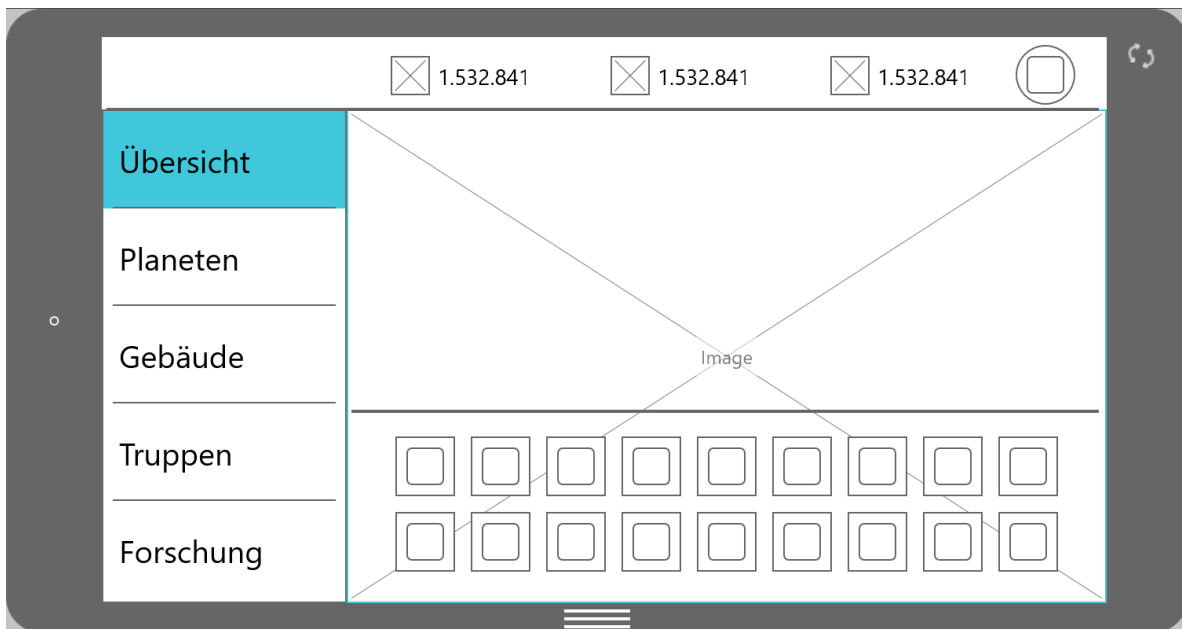 1.532.841 1.532.841 1.532.841
Übersicht
Planeten
Gebäude
Image
Truppen
Forschung